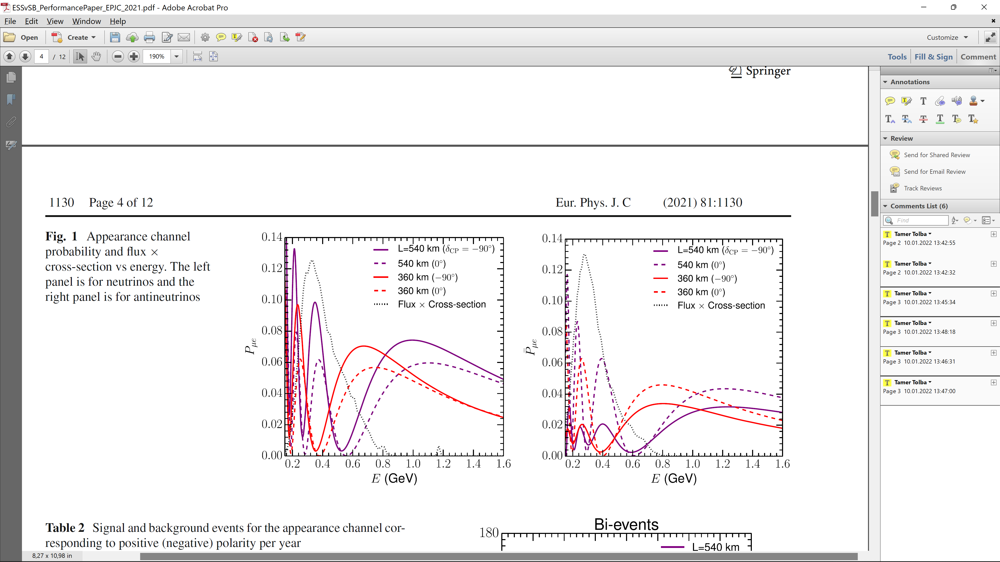 ESSvSB_PerformancePaper_EPJC_2021.pdf - Adobe Acrobat Pro
File Edit View Window Help
Open Create Customize
4 / 12 190% Tools Fill & Sign Comment
Springer
1130 Page 4 of 12 Eur. Phys. J. C (2021) 81:1130
Fig. 1 Appearance channel
probability and flux ×
cross-section vs energy. The left
panel is for neutrinos and the
right panel is for antineutrinos
0.14
0.12
0.10
0.08
0.06
0.04
0.02
0.00
P_μe
L=540 km (δ_CP = −90°)
540 km (0°)
360 km (−90°)
360 km (0°)
Flux × Cross-section
0.2 0.4 0.6 0.8 1.0 1.2 1.4 1.6
E (GeV)
0.14
0.12
0.10
0.08
0.06
0.04
0.02
0.00
P̄_μe
L=540 km (δ_CP = −90°)
540 km (0°)
360 km (−90°)
360 km (0°)
Flux × Cross-section
0.2 0.4 0.6 0.8 1.0 1.2 1.4 1.6
E (GeV)
Table 2 Signal and background events for the appearance channel cor-
responding to positive (negative) polarity per year
Bi-events
180
L=540 km
8,27 x 10,98 in
Annotations
Review
Send for Shared Review
Send for Email Review
Track Reviews
Comments List (6)
Find
Tamer Tolba
Page 2 10.01.2022 13:42:55
Tamer Tolba
Page 2 10.01.2022 13:42:32
Tamer Tolba
Page 3 10.01.2022 13:45:34
Tamer Tolba
Page 3 10.01.2022 13:48:18
Tamer Tolba
Page 3 10.01.2022 13:46:31
Tamer Tolba
Page 3 10.01.2022 13:47:00